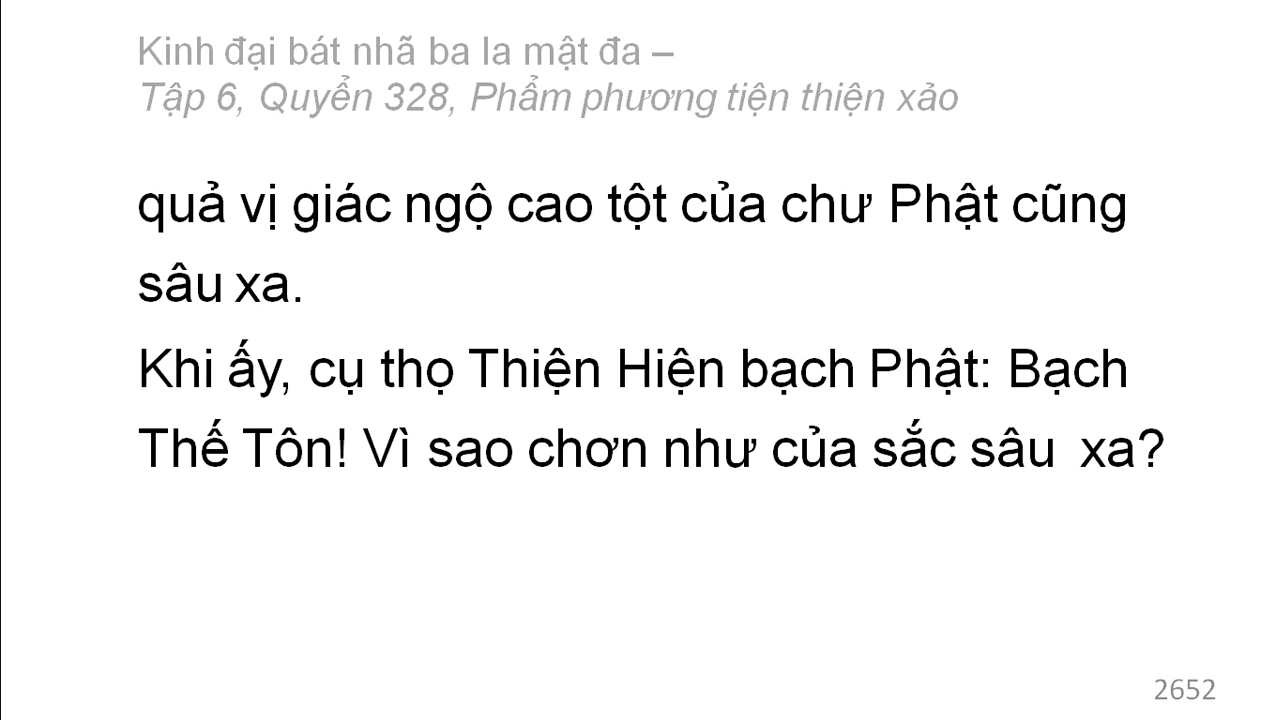 Kinh đại bát nhã ba la mật đa –
Tập 6, Quyển 328, Phẩm phương tiện thiện xảo
quả vị giác ngộ cao tột của chư Phật cũng
sâu xa.
Khi ấy, cụ thọ Thiện Hiện bạch Phật: Bạch
Thế Tôn! Vì sao chơn như của sắc sâu xa?
2652